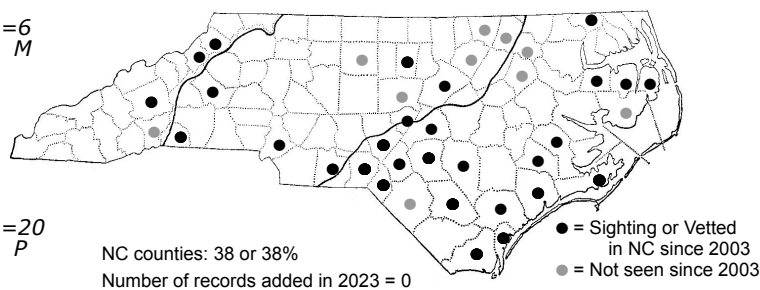 =6
M
=20
P
NC counties: 38 or 38%
Number of records added in 2023 = 0
= Sighting or Vetted
in NC since 2003
= Not seen since 2003